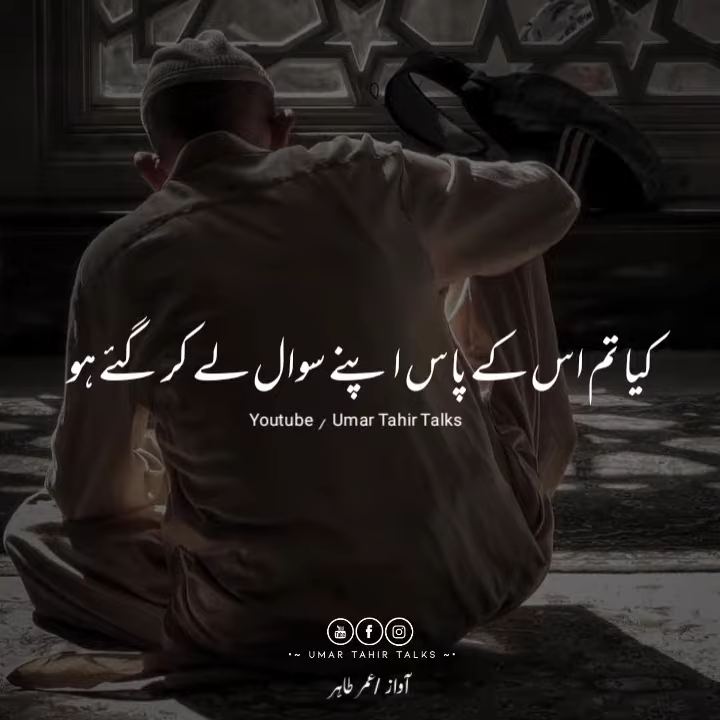 کیا تم اس کے پاس اپنے سوال لے کر گئے ہو
Youtube / Umar Tahir Talks
•~ UMAR TAHIR TALKS ~•
آواز / عمر طاہر